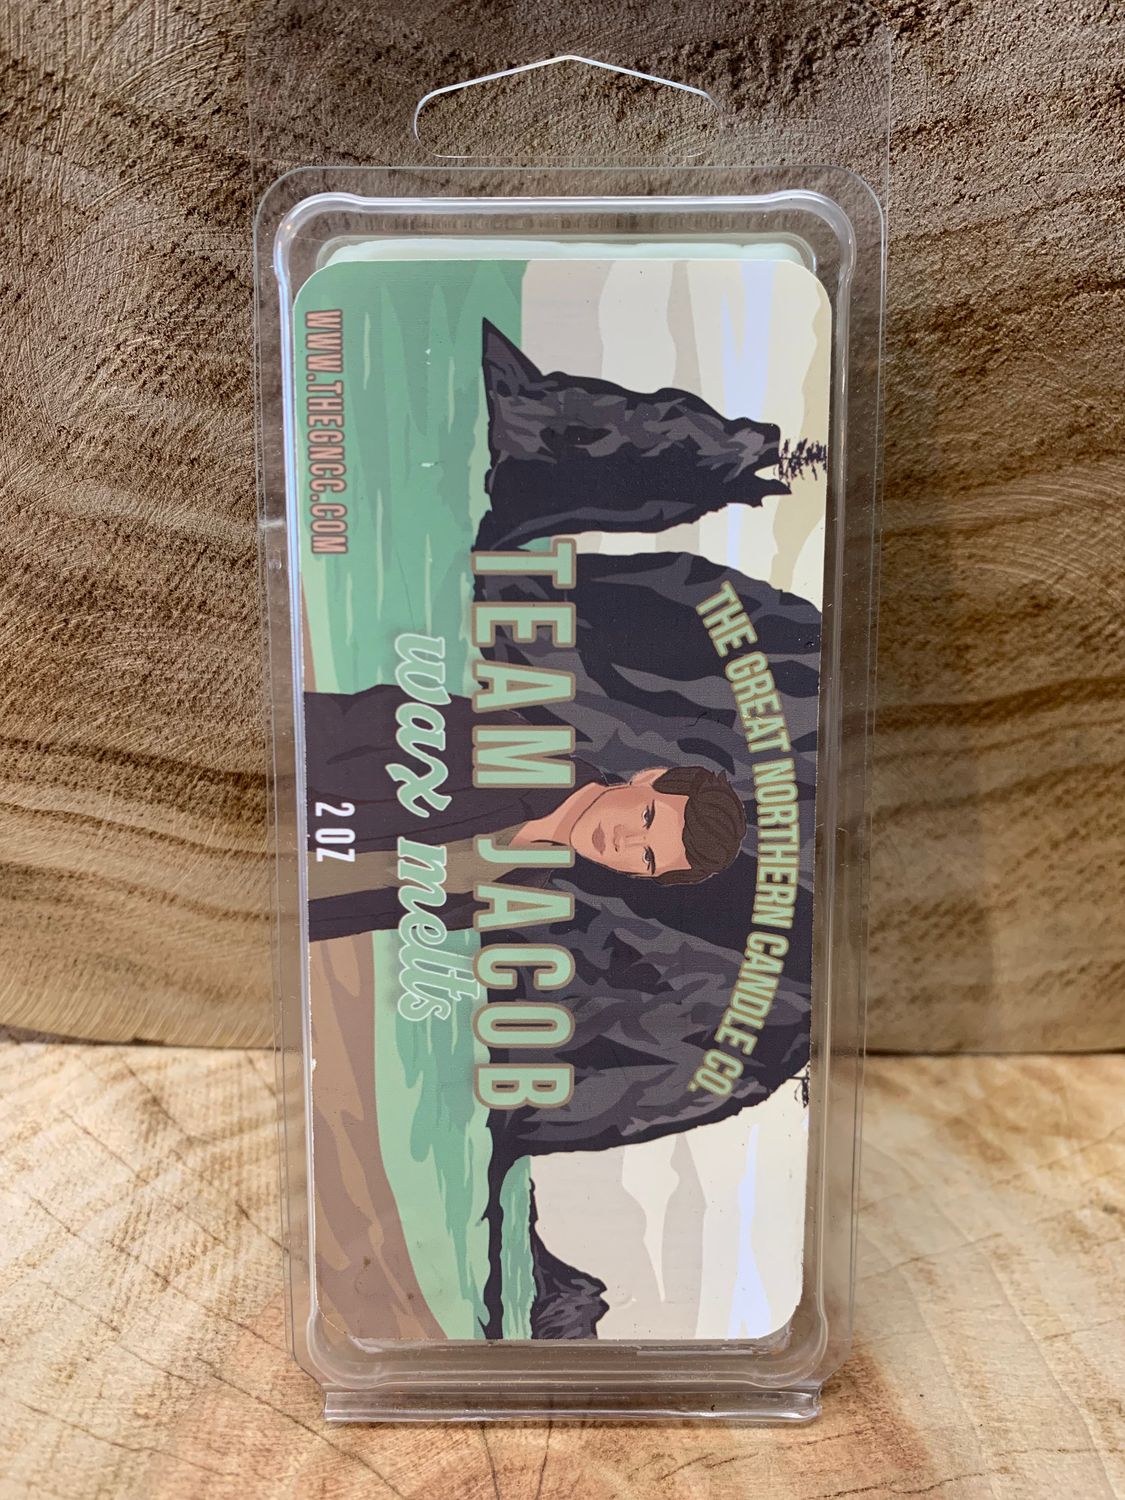 THE GREAT NORTHERN CANDLE CO.
TEAM JACOB
wax melts
WWW.THEGNCC.COM
2 OZ